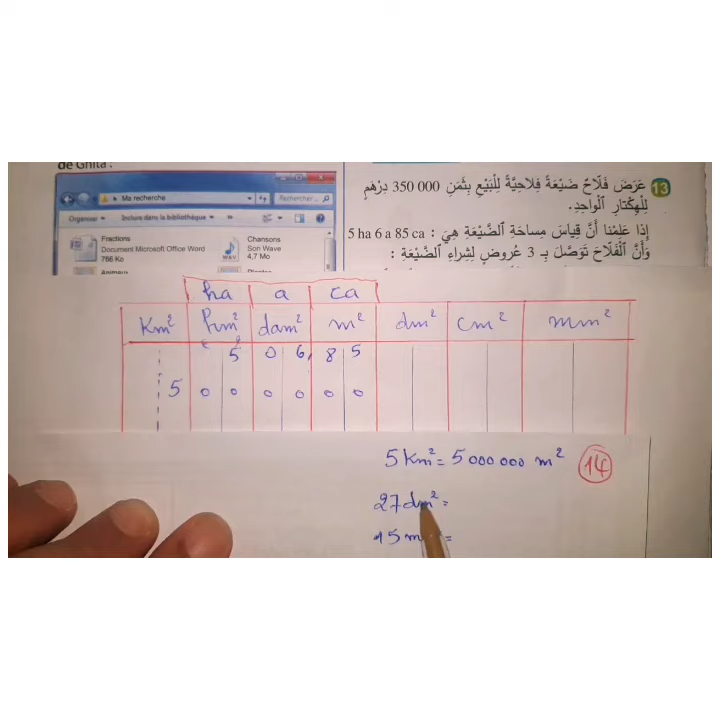 de Ghita :
Ma recherche
Rechercher...
Organiser
Inclure dans la bibliothèque
Fractions
Document Microsoft Office Word
766 Ko
Chansons
Son Wave
4,7 Mo
WAV
13 عَرَضَ فَلَّاحٌ ضَيْعَةً فِلَاحِيَّةً لِلْبَيْعِ بِثَمَنِ 350 000 دِرْهَمٍ
لِلْهِكْتَارِ ٱلْوَاحِدِ.
إِذَا عَلِمْنَا أَنَّ قِيَاسَ مِسَاحَةِ ٱلضَّيْعَةِ هِيَ : 5 ha 6 a 85 ca
وَأَنَّ ٱلْفَلَّاحَ تَوَصَّلَ بِـ 3 عُرُوضٍ لِشِرَاءِ ٱلضَّيْعَةِ :
ha a ca
Km² hm² dam² m² dm² cm² mm²
5 0 6, 8 5
5 0 0 0 0 0 0
5 Km² = 5 000 000 m² 14
27 dm² =
15 m =